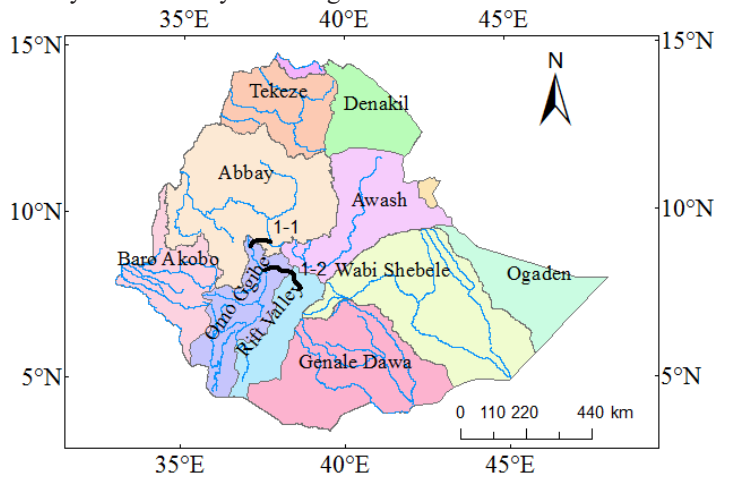 35°E 40°E 45°E
15°N 15°N
N
Tekeze
Denakil
Abbay
Awash
10°N 10°N
1-1
Baro Akobo
1-2
Wabi Shebele
Ogaden
Omo Ggibe
Rift Valley
Genale Dawa
5°N 5°N
0 110 220 440 km
35°E 40°E 45°E